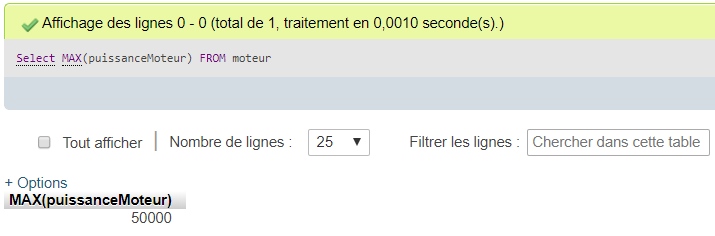 Affichage des lignes 0 - 0 (total de 1, traitement en 0,0010 seconde(s).)
Select MAX(puissanceMoteur) FROM moteur
Tout afficher | Nombre de lignes : 25 Filtrer les lignes : Chercher dans cette table
+ Options
MAX(puissanceMoteur)
50000